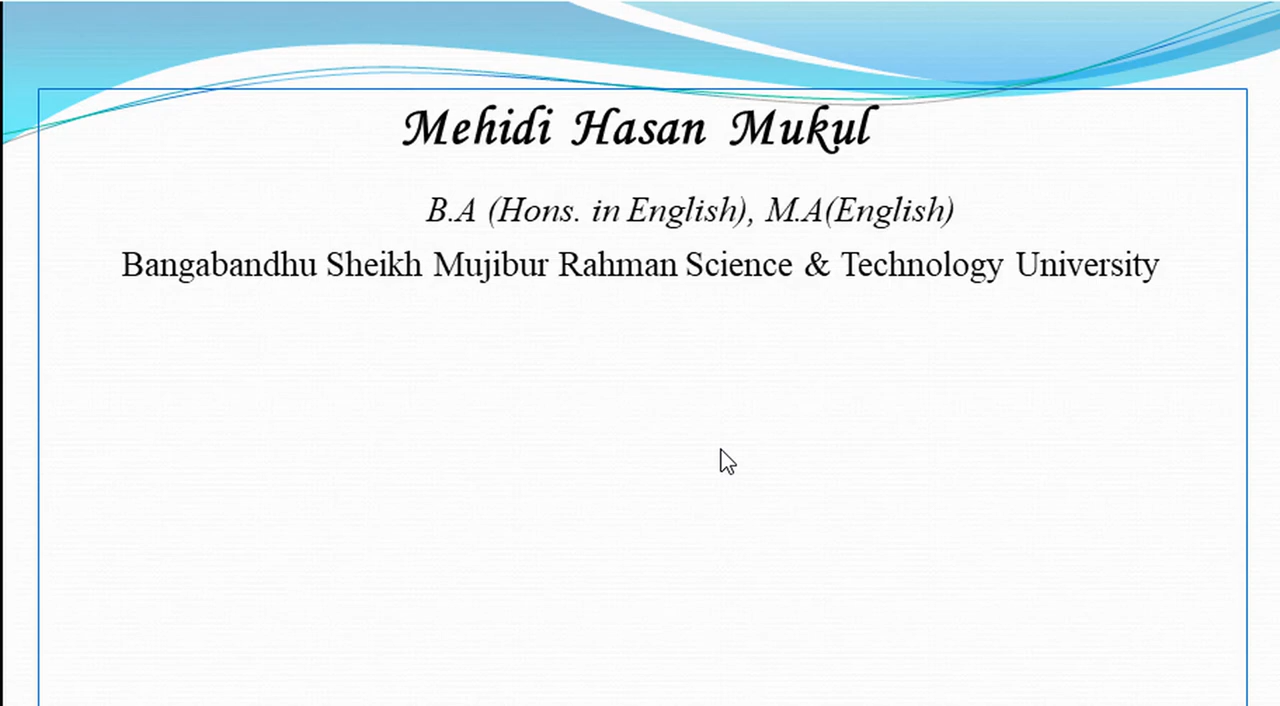 Mehidi Hasan Mukul
B.A (Hons. in English), M.A(English)
Bangabandhu Sheikh Mujibur Rahman Science & Technology University